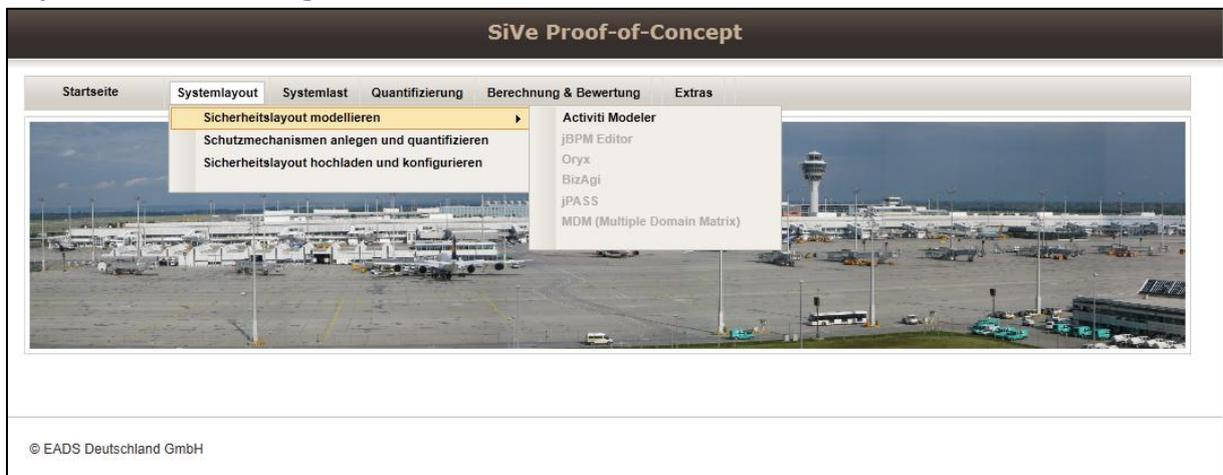 SiVe Proof-of-Concept
Startseite Systemlayout Systemlast Quantifizierung Berechnung & Bewertung Extras
Sicherheitslayout modellieren
Schutzmechanismen anlegen und quantifizieren
Sicherheitslayout hochladen und konfigurieren
Activiti Modeler
jBPM Editor
Oryx
BizAgi
jPASS
MDM (Multiple Domain Matrix)
© EADS Deutschland GmbH